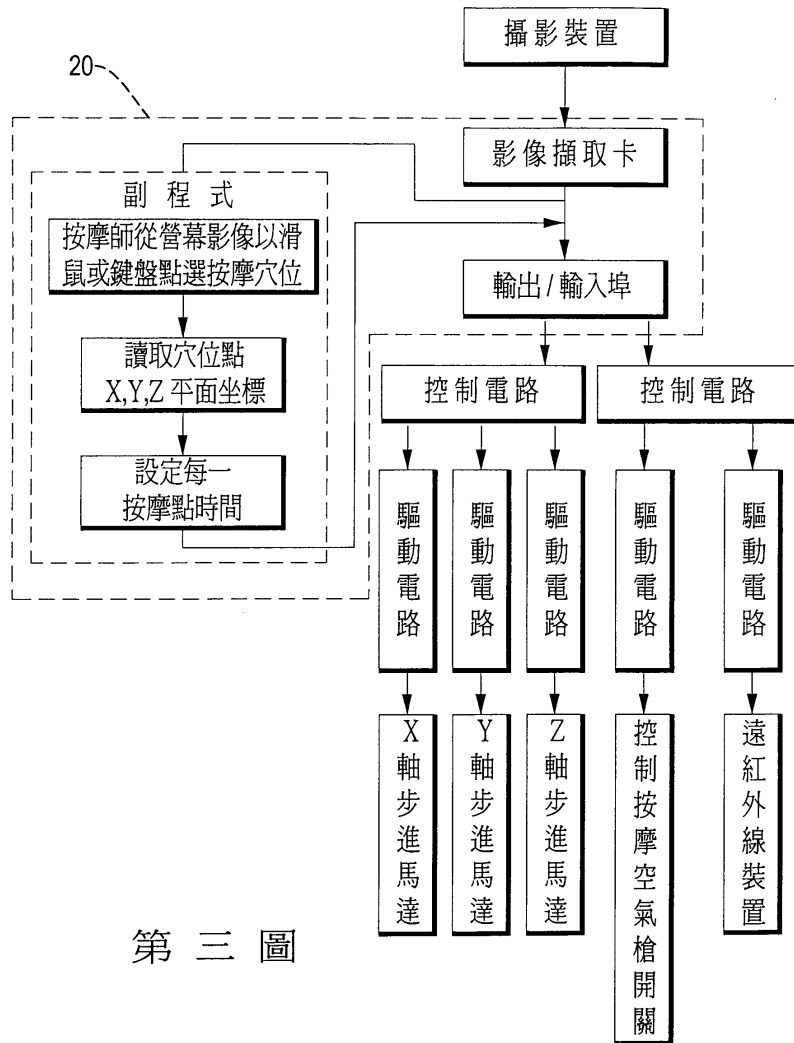 攝影裝置
20
影像擷取卡
副程式
按摩師從營幕影像以滑
鼠或鍵盤點選按摩穴位
讀取穴位點
X,Y,Z 平面坐標
設定每一
按摩點時間
輸出/輸入埠
控制電路
控制電路
驅動電路
驅動電路
驅動電路
驅動電路
驅動電路
X軸步進馬達
Y軸步進馬達
Z軸步進馬達
控制按摩空氣槍開關
遠紅外線裝置
第三圖